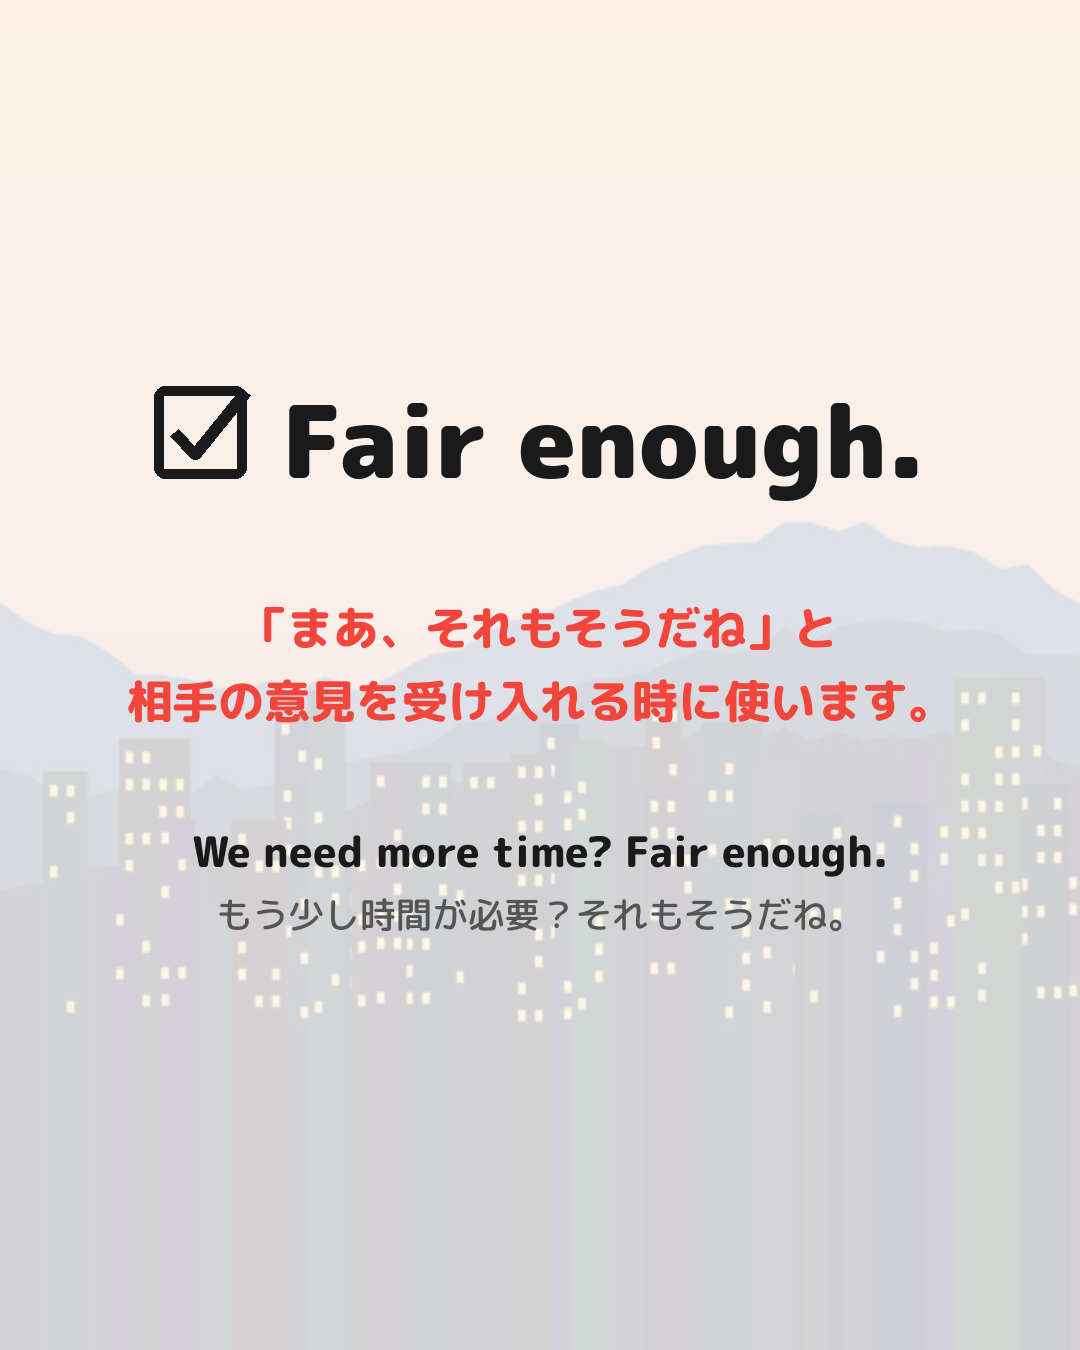 ☑ Fair enough.
「まあ、それもそうだね」と
相手の意見を受け入れる時に使います。
We need more time? Fair enough.
もう少し時間が必要？それもそうだね。